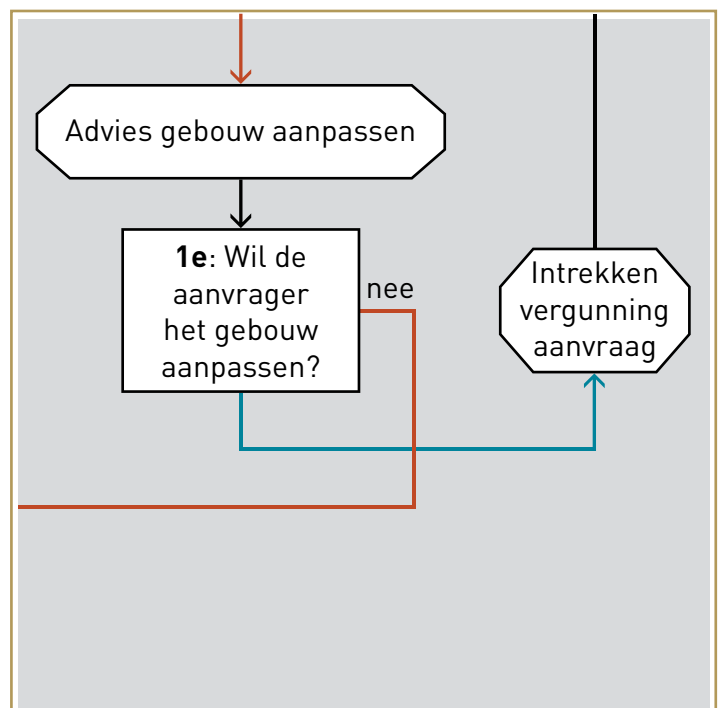 Advies gebouw aanpassen
1e: Wil de
aanvrager
het gebouw
aanpassen?
nee
Intrekken
vergunning
aanvraag